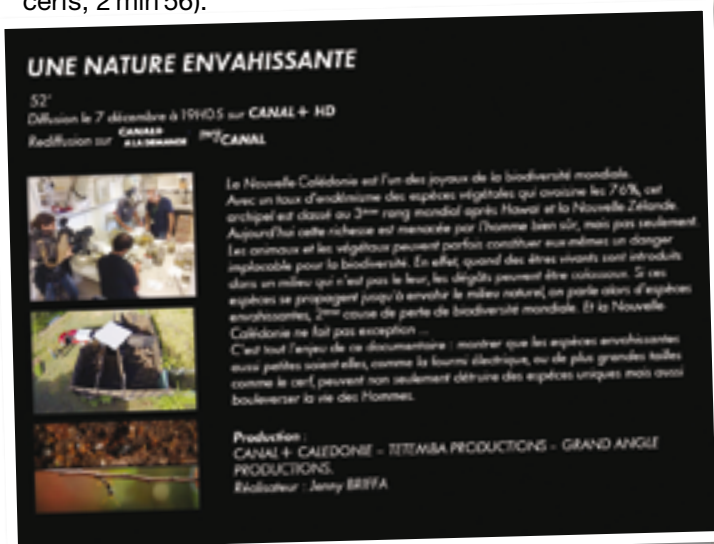 cerfs, 2 min 56).
UNE NATURE ENVAHISSANTE
52'
Diffusion le 7 décembre à 19H05 sur CANAL+ HD
Rediffusion sur CANAL+ A LA DEMANDE myCANAL
La Nouvelle Calédonie est l'un des joyaux de la biodiversité mondiale.
Avec un taux d'endémisme des espèces végétales qui avoisine les 76%, cet
archipel est classé au 3ème rang mondial après Hawaï et la Nouvelle-Zélande.
Aujourd'hui cette richesse est menacée par l'homme bien sûr, mais pas seulement.
Les animaux et les végétaux peuvent parfois constituer eux-mêmes un danger
implacable pour la biodiversité. En effet, quand des êtres vivants sont introduits
dans un milieu qui n'est pas le leur, les dégâts peuvent être colossaux. Si ces
espèces se propagent jusqu'à envahir le milieu naturel, on parle alors d'espèces
envahissantes, 2ème cause de perte de biodiversité mondiale. Et la Nouvelle-
Calédonie ne fait pas exception ...
C'est tout l'enjeu de ce documentaire : montrer que les espèces envahissantes
aussi petites soient-elles, comme la fourmi électrique, ou de plus grandes tailles
comme le cerf, peuvent non seulement détruire des espèces uniques mais aussi
bouleverser la vie des Hommes.
Production :
CANAL+ CALEDONIE – TETEMBA PRODUCTIONS – GRAND ANGLE
PRODUCTIONS.
Réalisateur : Jenny BRIFFA